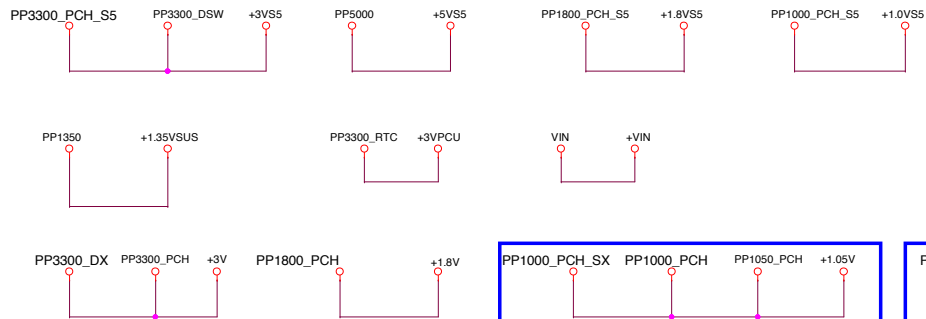 PP3300_PCH_S5 PP3300_DSW +3VS5 PP5000 +5VS5 PP1800_PCH_S5 +1.8VS5 PP1000_PCH_S5 +1.0VS5
PP1350 +1.35VSUS PP3300_RTC +3VPCU VIN +VIN
PP3300_DX PP3300_PCH +3V PP1800_PCH +1.8V PP1000_PCH_SX PP1000_PCH PP1050_PCH +1.05V